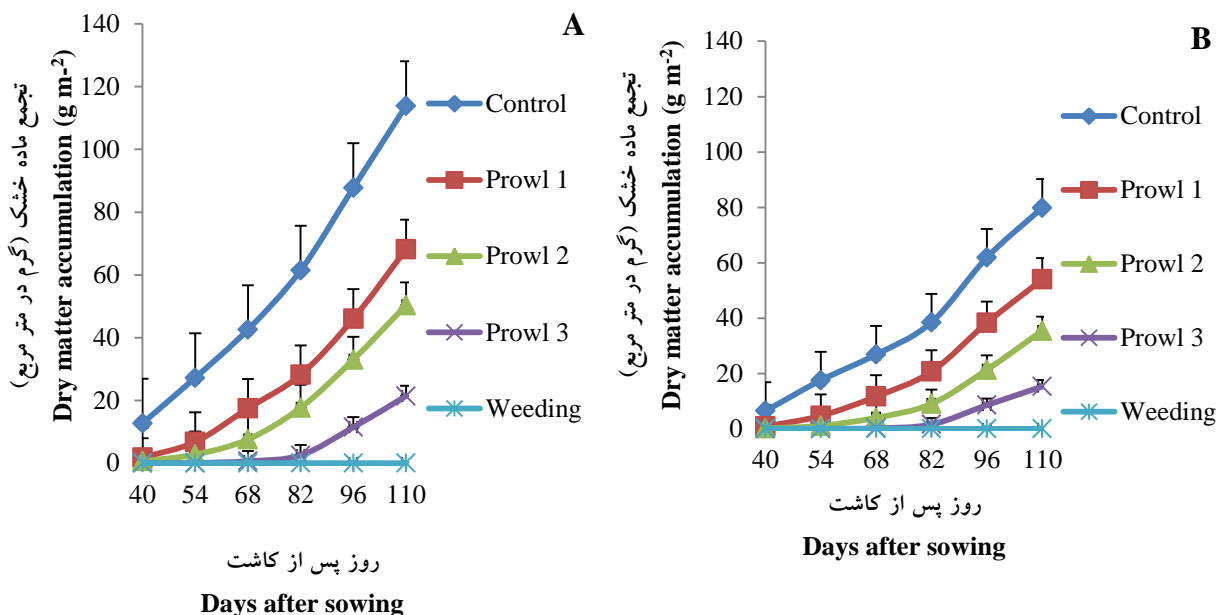 A
تجمع ماده خشک (گرم در متر مربع)
Dry matter accumulation (g m-²)
140
120
100
80
60
40
20
0
40 54 68 82 96 110
روز پس از کاشت
Days after sowing
Control
Prowl 1
Prowl 2
Prowl 3
Weeding
B
تجمع ماده خشک (گرم در متر مربع)
Dry matter accumulation (g m⁻²)
140
120
100
80
60
40
20
0
40 54 68 82 96 110
روز پس از کاشت
Days after sowing
Control
Prowl 1
Prowl 2
Prowl 3
Weeding